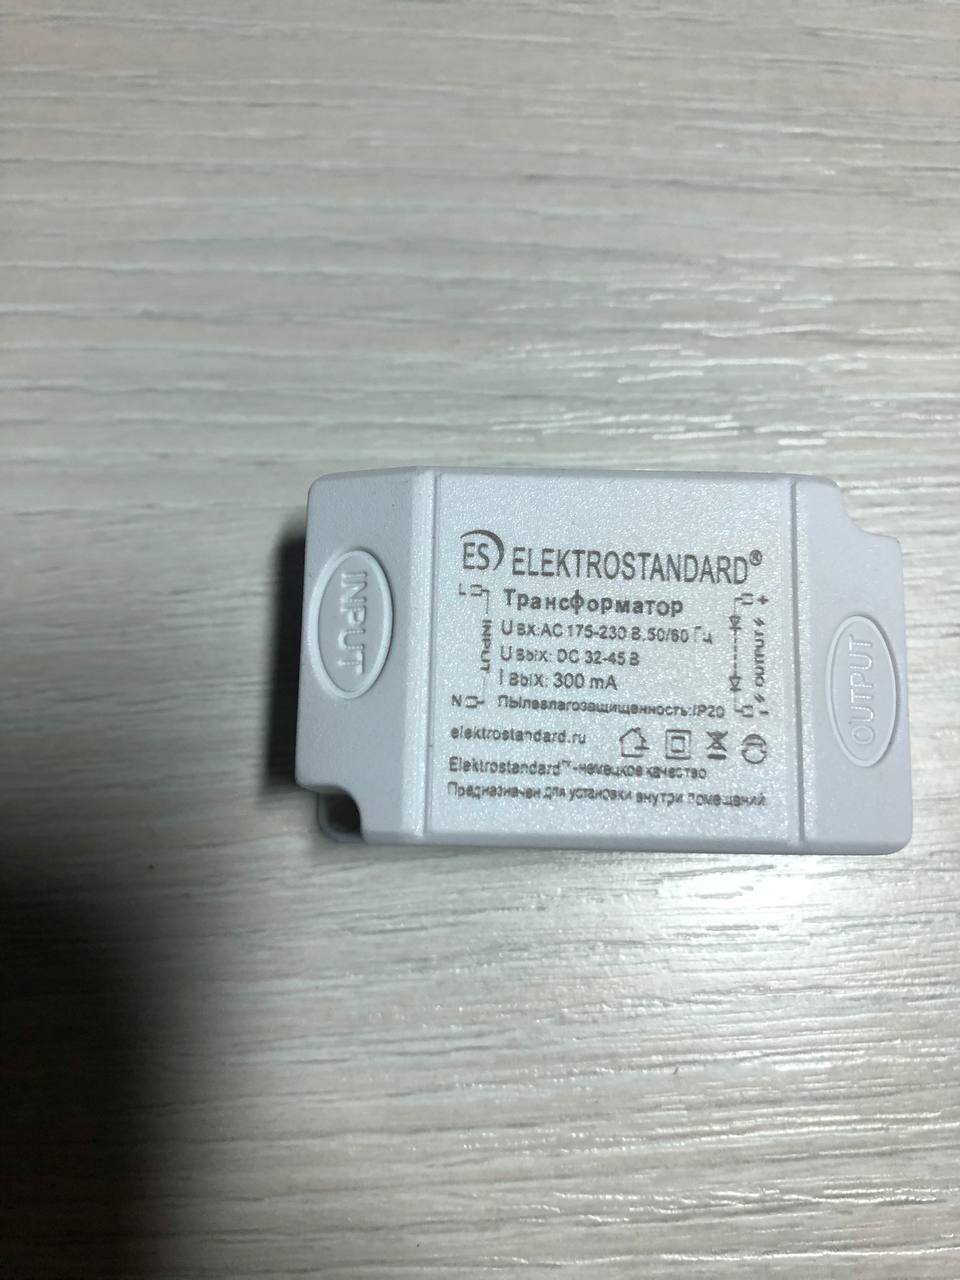 INPUT
ES ELEKTROSTANDARD®
Трансформатор
U ВХ:AC 175-230 В,50/60 Гц
U ВЫХ: DC 32-45 В
I ВЫХ: 300 mA
Пылевлагозащищенность:IP20
L
INPUT
N
+
OUTPUT
-
elektrostandard.ru
Elektrostandard™-немецкое качество
Предназначен для установки внутри помещений
OUTPUT